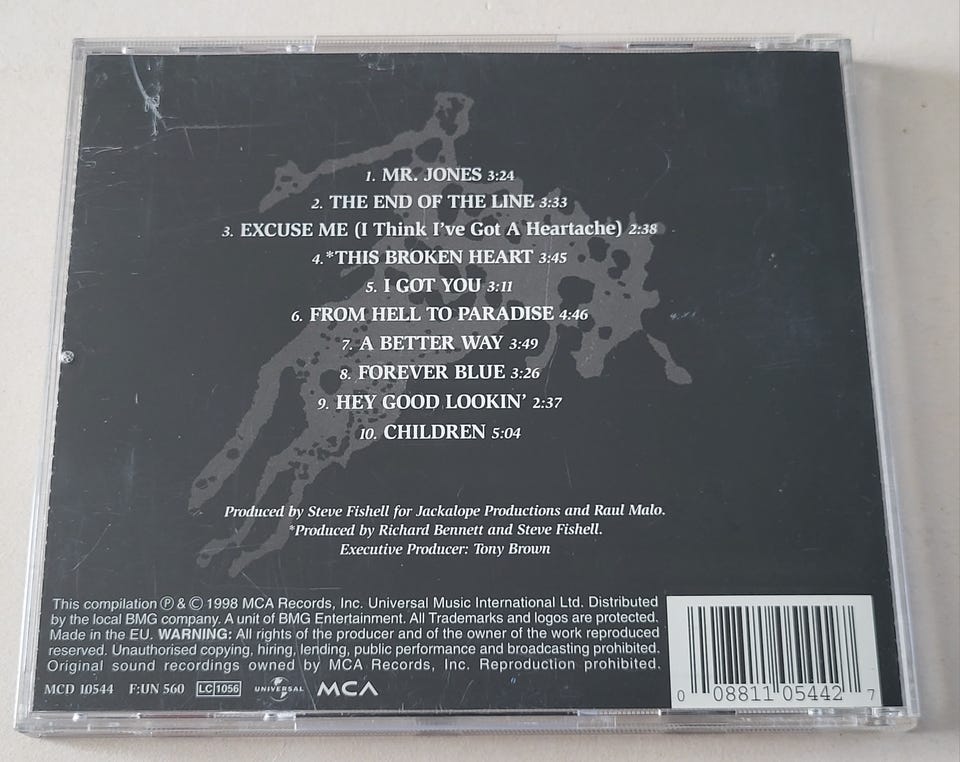 1. MR. JONES 3:24
2. THE END OF THE LINE 3:33
3. EXCUSE ME (I Think I've Got A Heartache) 2:38
4.*THIS BROKEN HEART 3:45
5. I GOT YOU 3:11
6. FROM HELL TO PARADISE 4:46
7. A BETTER WAY 3:49
8. FOREVER BLUE 3:26
9. HEY GOOD LOOKIN' 2:37
10. CHILDREN 5:04
Produced by Steve Fishell for Jackalope Productions and Raul Malo.
*Produced by Richard Bennett and Steve Fishell.
Executive Producer: Tony Brown
This compilation ℗ & © 1998 MCA Records, Inc. Universal Music International Ltd. Distributed
by the local BMG company. A unit of BMG Entertainment. All Trademarks and logos are protected.
Made in the EU. WARNING: All rights of the producer and of the owner of the work reproduced
reserved. Unauthorised copying, hiring, lending, public performance and broadcasting prohibited.
Original sound recordings owned by MCA Records, Inc. Reproduction prohibited.
MCD 10544 F:UN 560 LC 1056 UNIVERSAL MCA
0 08811 05442 7